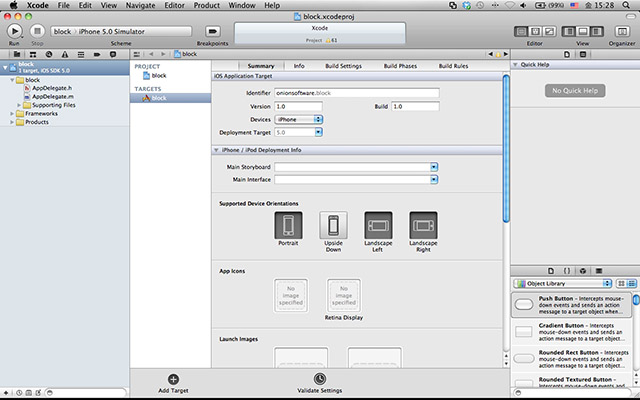 Xcode File Edit View Navigate Editor Product Window Help (99%) 금 15:28
block.xcodeproj
Run Stop block iPhone 5.0 Simulator Scheme Breakpoints
Xcode
Project 61
Editor View Organizer
block
1 target, iOS SDK 5.0
block
AppDelegate.h
AppDelegate.m
Supporting Files
Frameworks
Products
block
PROJECT
block
TARGETS
block
Summary Info Build Settings Build Phases Build Rules
iOS Application Target
Identifier onionsoftware.block
Version 1.0 Build 1.0
Devices iPhone
Deployment Target 5.0
iPhone / iPod Deployment Info
Main Storyboard
Main Interface
Supported Device Orientations
Portrait Upside Down Landscape Left Landscape Right
App Icons
No image specified No image specified
Retina Display
Launch Images
Add Target Validate Settings
Quick Help
No Quick Help
Object Library
Push Button - Intercepts mouse-
down events and sends an action
message to a target object when...
Gradient Button - Intercepts
mouse-down events and sends an
action message to a target object...
Rounded Rect Button - Intercepts
mouse-down events and sends an
action message to a target object...
Rounded Textured Button -